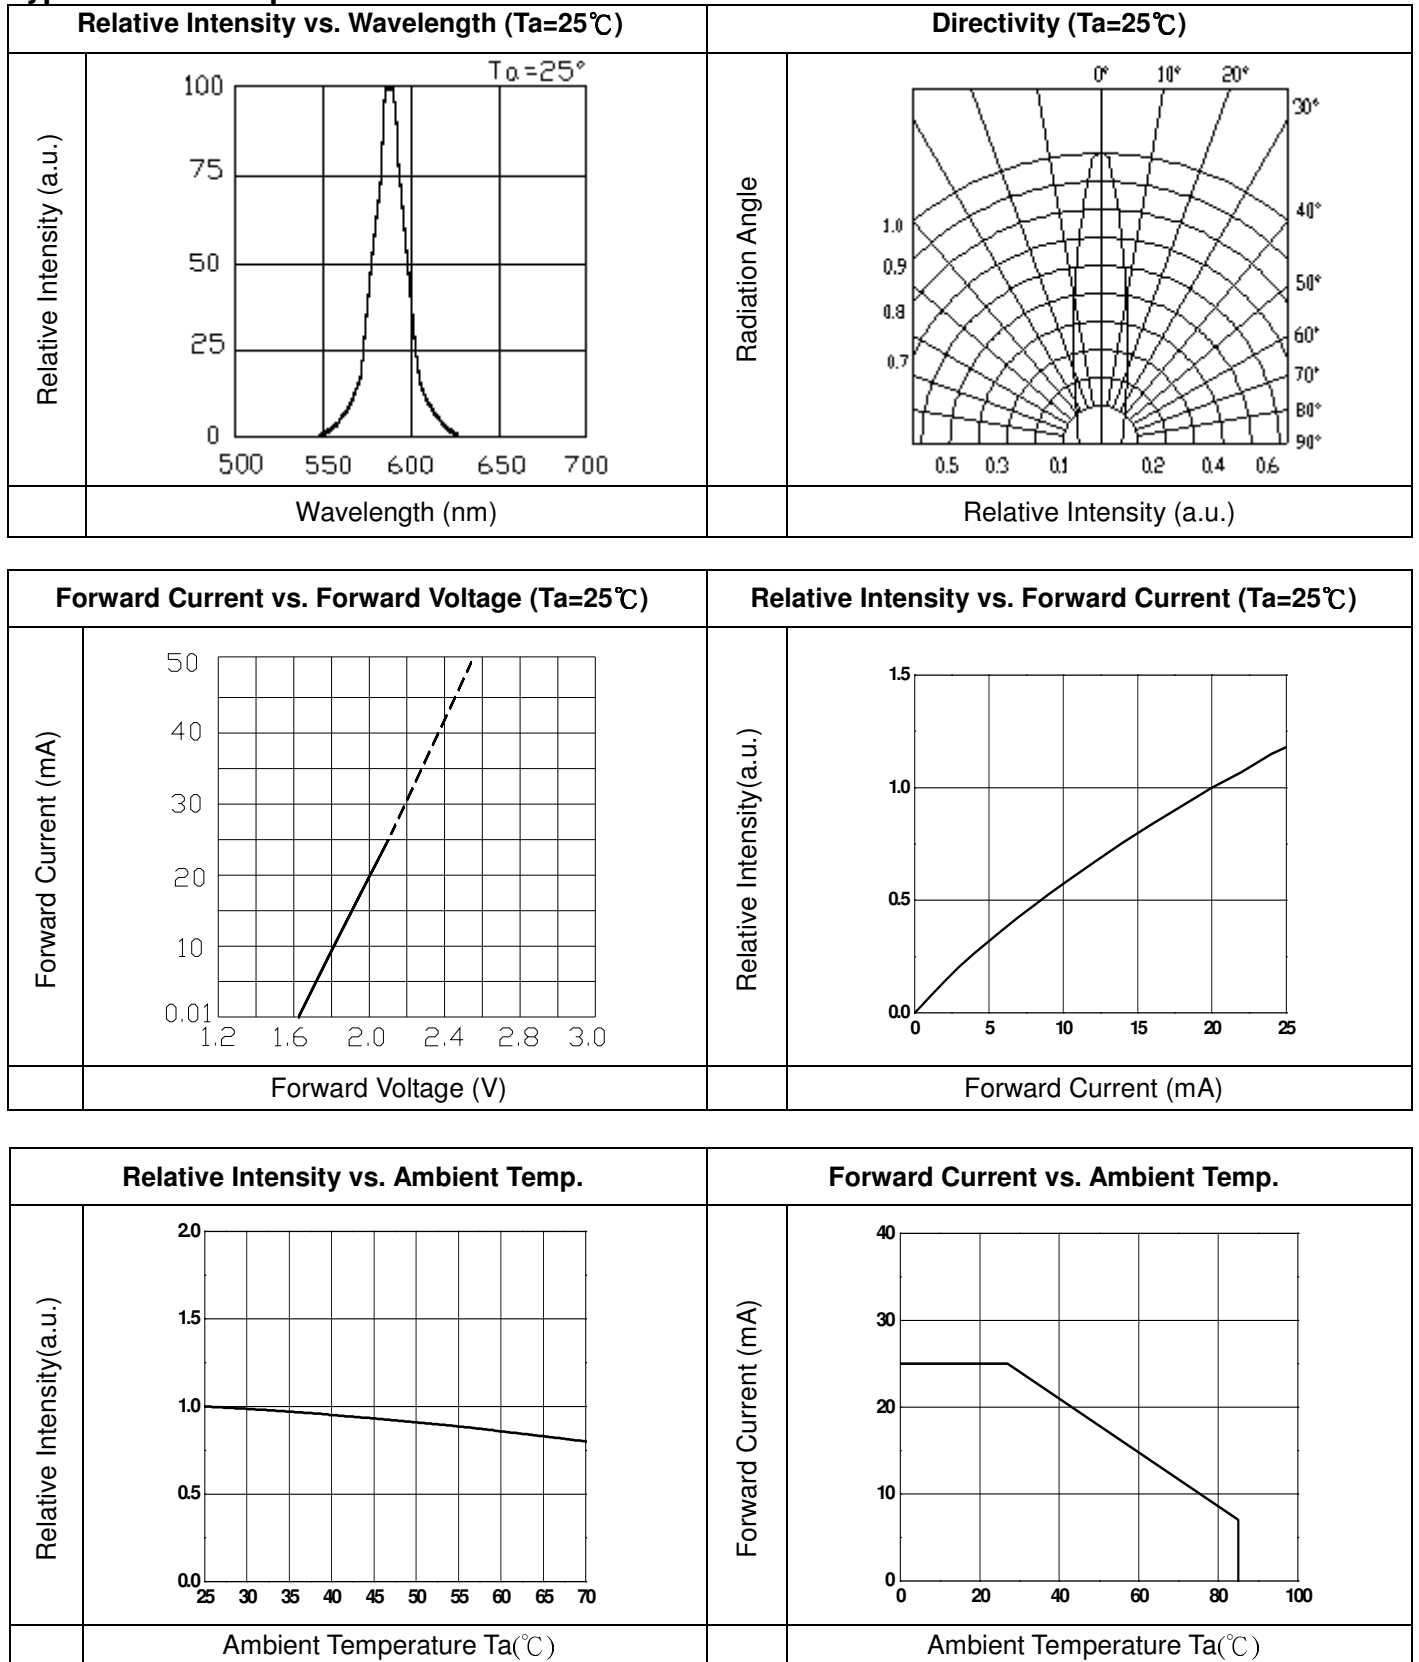 Relative Intensity vs. Wavelength (Ta=25℃)
Directivity (Ta=25℃)
Relative Intensity (a.u.)
Ta=25°
100
75
50
25
0
500 550 600 650 700
Wavelength (nm)
Radiation Angle
0° 10° 20°
30°
40°
50°
60°
70°
80°
90°
1.0
0.9
0.8
0.7
0.5 0.3 0.1 0.2 0.4 0.6
Relative Intensity (a.u.)
Forward Current vs. Forward Voltage (Ta=25℃)
Relative Intensity vs. Forward Current (Ta=25℃)
Forward Current (mA)
50
40
30
20
10
0.01
1.2 1.6 2.0 2.4 2.8 3.0
Forward Voltage (V)
Relative Intensity(a.u.)
1.5
1.0
0.5
0.0
0 5 10 15 20 25
Forward Current (mA)
Relative Intensity vs. Ambient Temp.
Forward Current vs. Ambient Temp.
Relative Intensity(a.u.)
2.0
1.5
1.0
0.5
0.0
25 30 35 40 45 50 55 60 65 70
Ambient Temperature Ta(℃)
Forward Current (mA)
40
30
20
10
0
0 20 40 60 80 100
Ambient Temperature Ta(℃)